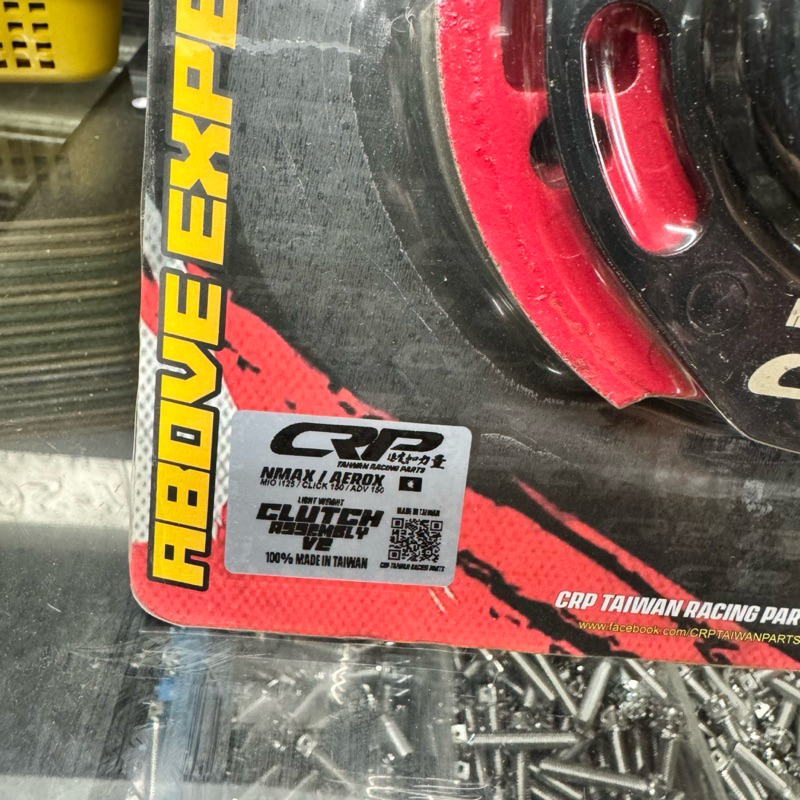 ABOVE EXPE
CRP
TAIWAN RACING PARTS
NMAX / AEROX
MIO i125 / CLICK 150 / ADV 150
LIGHT WEIGHT
CLUTCH
ASSEMBLY
V2
100% MADE IN TAIWAN
MADE IN TAIWAN
CRP TAIWAN RACING PARTS
CRP TAIWAN RACING PAR
www.facebook.com/CRPTAIWANPARTS